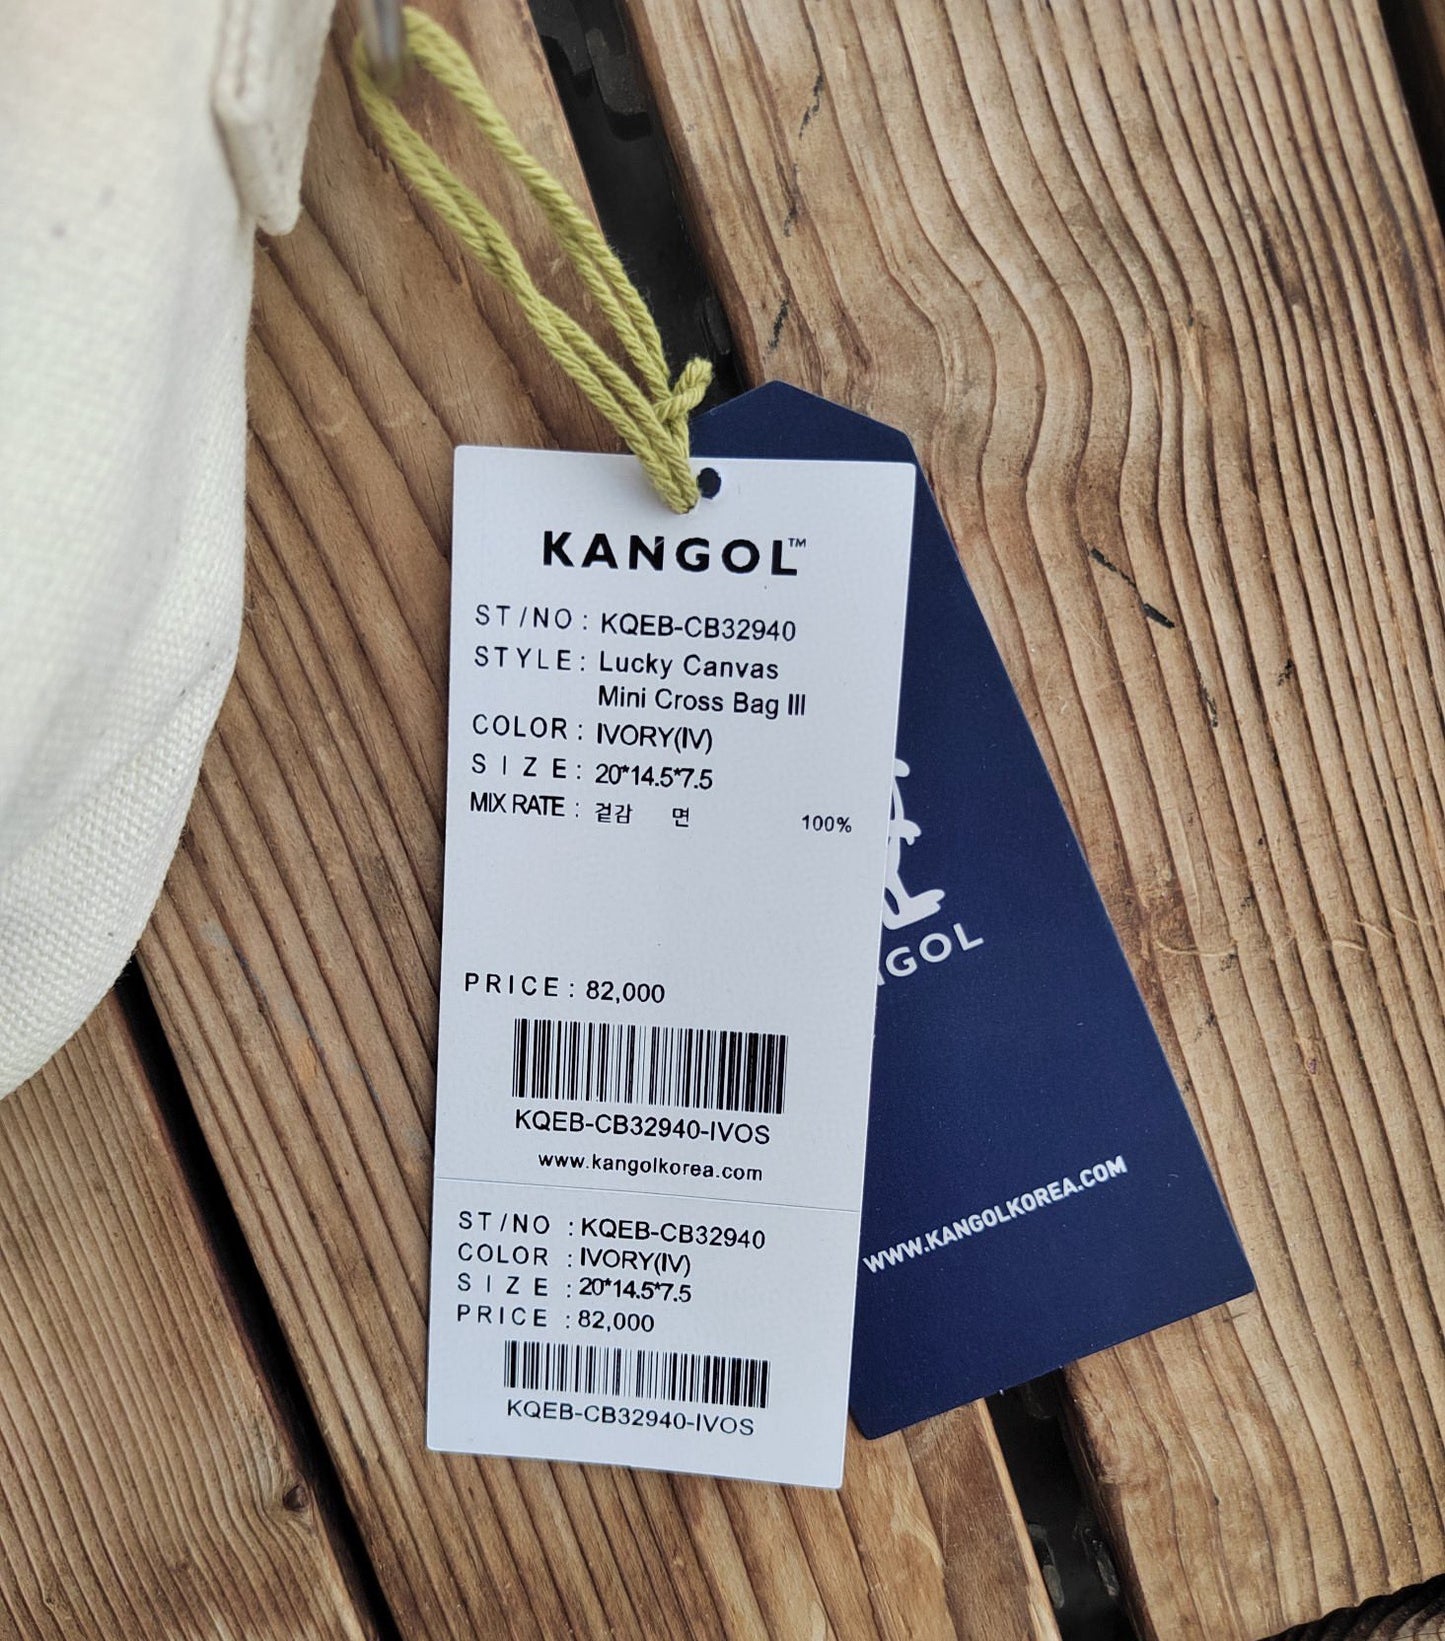 KANGOL™
ST/NO : KQEB-CB32940
STYLE : Lucky Canvas
Mini Cross Bag III
COLOR : IVORY(IV)
SIZE : 20*14.5*7.5
MIX RATE : 겉감 면 100%
PRICE : 82,000
KQEB-CB32940-IVOS
www.kangolkorea.com
ST/NO : KQEB-CB32940
COLOR : IVORY(IV)
SIZE : 20*14.5*7.5
PRICE : 82,000
KQEB-CB32940-IVOS
NGOL
WWW.KANGOLKOREA.COM